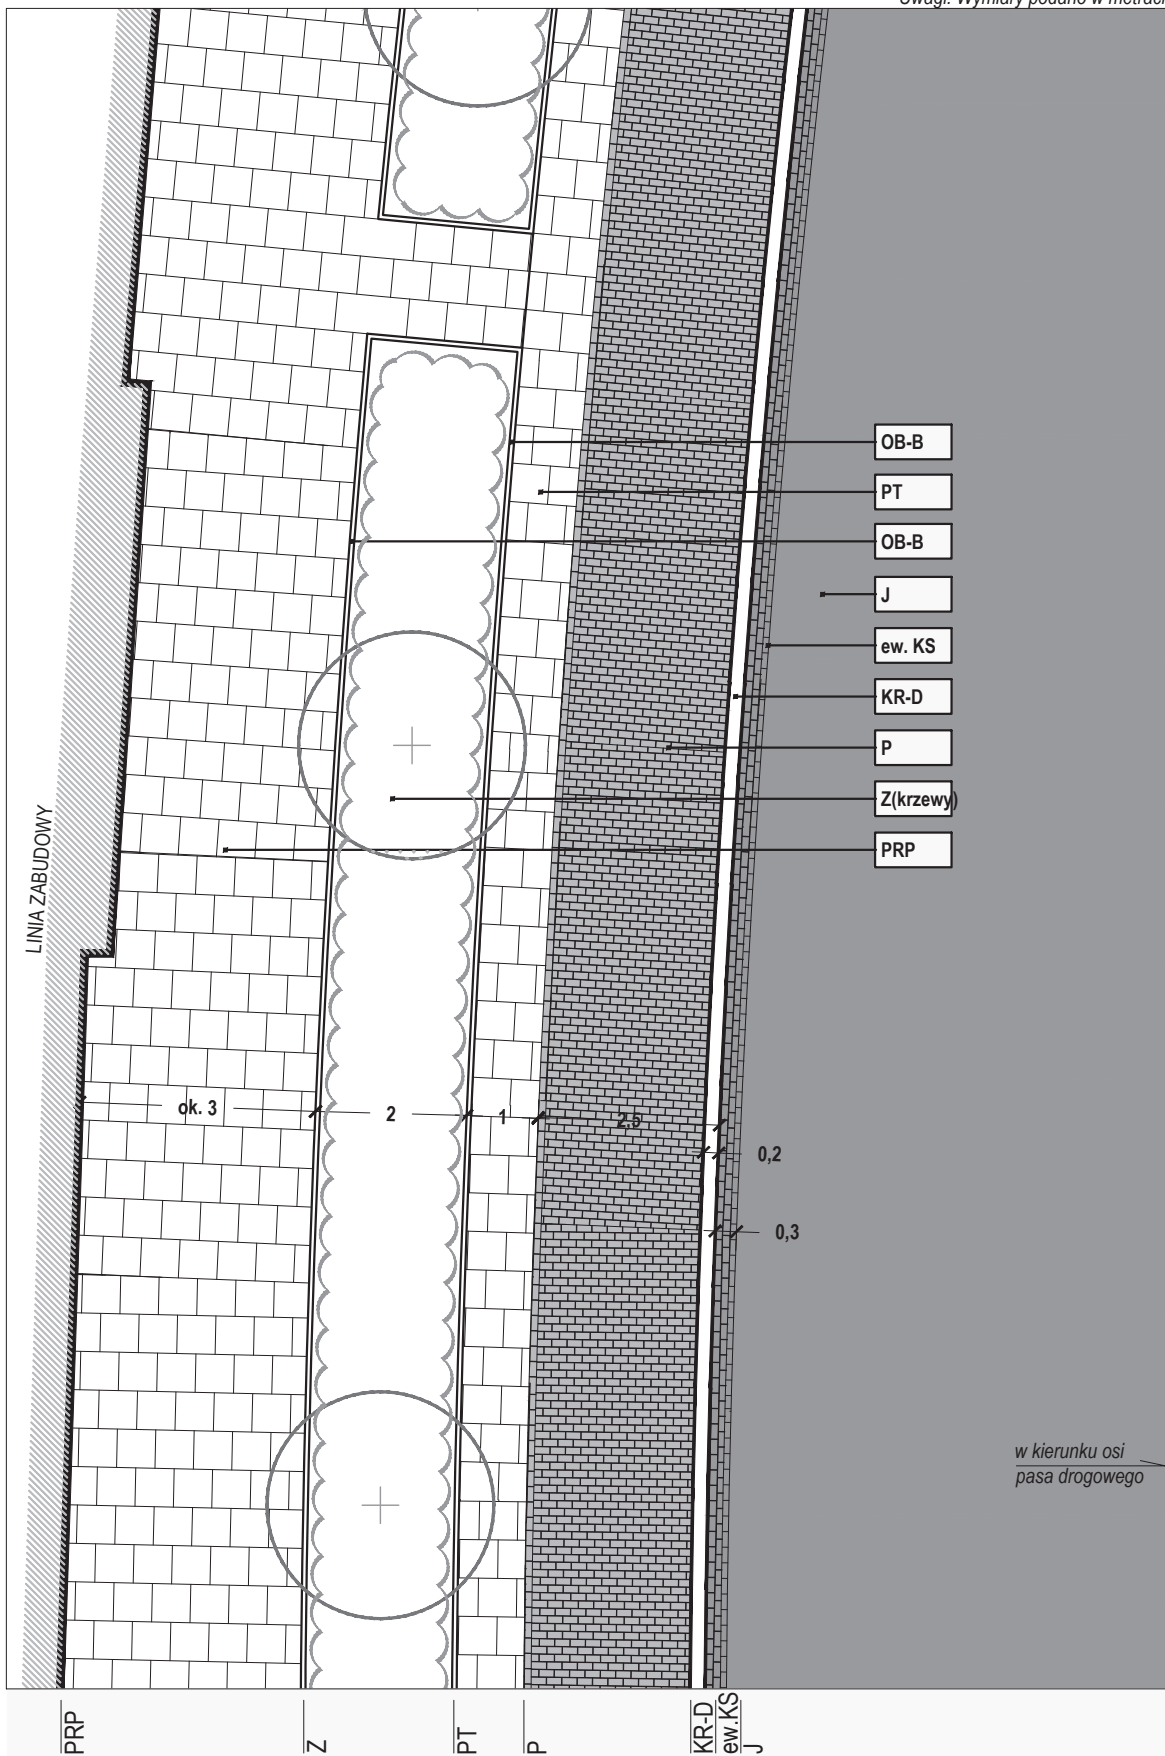 Uwagi: Wymiary podano w metrach
OB-B
PT
OB-B
J
ew. KS
KR-D
P
Z(krzewy)
PRP
LINIA ZABUDOWY
ok. 3
2
1
2,5
0,2
0,3
w kierunku osi
pasa drogowego
PRP
Z
PT
P
KR-D
ew.KS
J